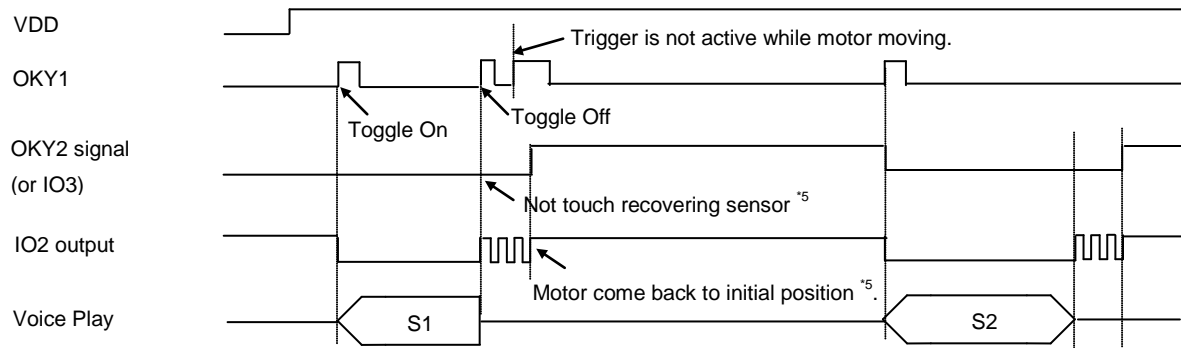 VDD
Trigger is not active while motor moving.
OKY1
Toggle On
Toggle Off
OKY2 signal
(or IO3)
Not touch recovering sensor *5
IO2 output
Motor come back to initial position *5.
Voice Play
S1
S2